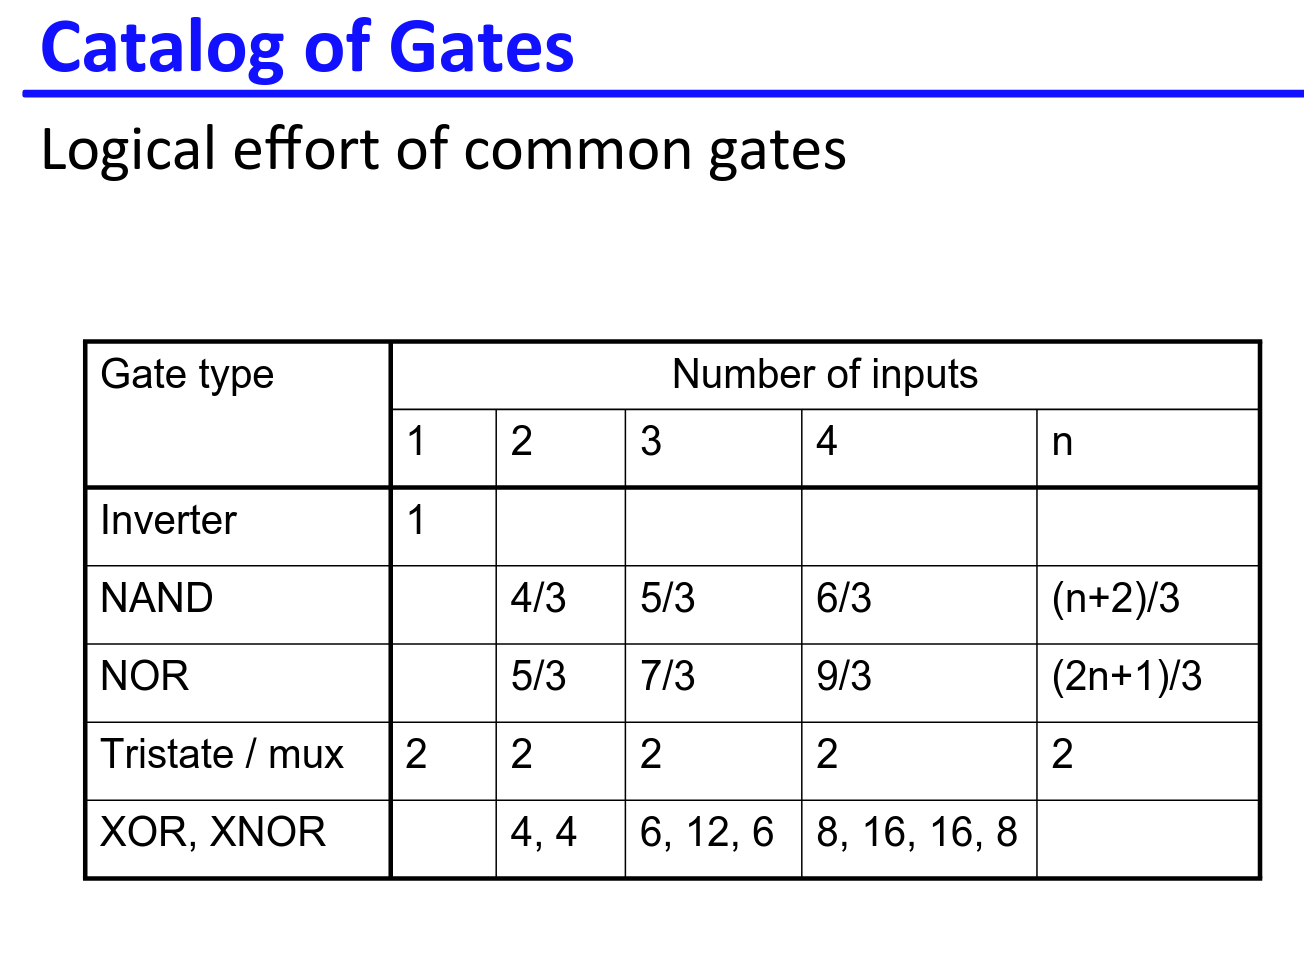 Catalog of Gates
Logical effort of common gates
Gate type
Number of inputs
1 2 3 4 n
Inverter 1
NAND 4/3 5/3 6/3 (n+2)/3
NOR 5/3 7/3 9/3 (2n+1)/3
Tristate / mux 2 2 2 2 2
XOR, XNOR 4, 4 6, 12, 6 8, 16, 16, 8